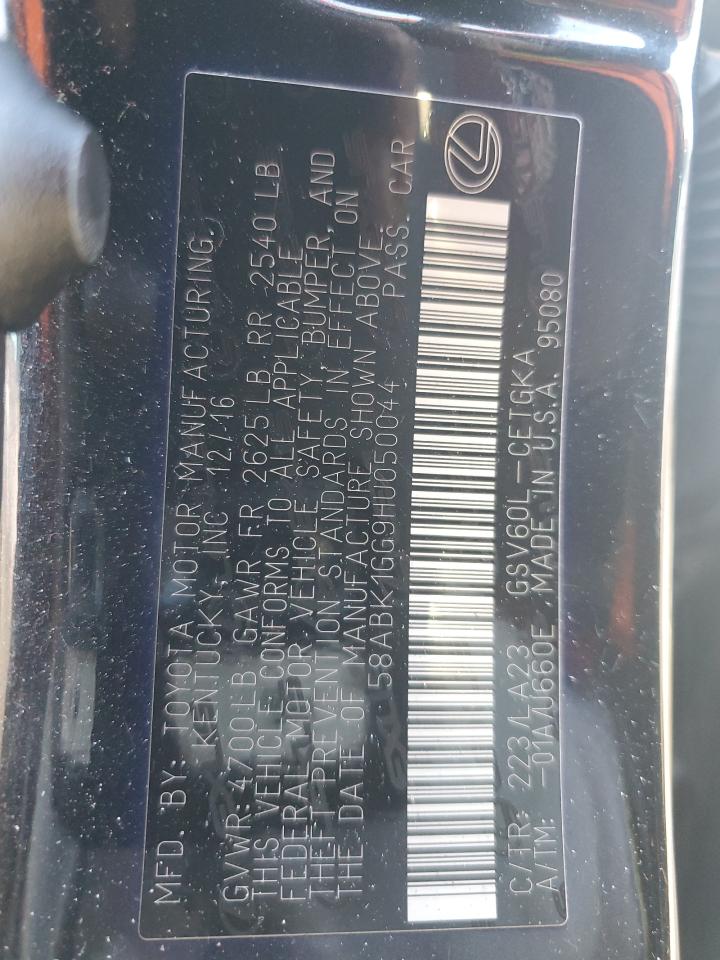 MFD. BY: TOYOTA MOTOR MANUFACTURING,
KENTUCKY, INC 12/16
GVWR: 4700 LB GAWR FR 2625 LB RR 2540 LB
THIS VEHICLE CONFORMS TO ALL APPLICABLE
FEDERAL MOTOR VEHICLE SAFETY, BUMPER, AND
THEFT PREVENTION STANDARDS IN EFFECT ON
THE DATE OF MANUFACTURE SHOWN ABOVE.
58ABK1GG9HU050044 PASS. CAR
C/TR: 223/LA23 GSV60L-CETGKA
A/TM: -01A/U660E MADE IN U.S.A. 95080